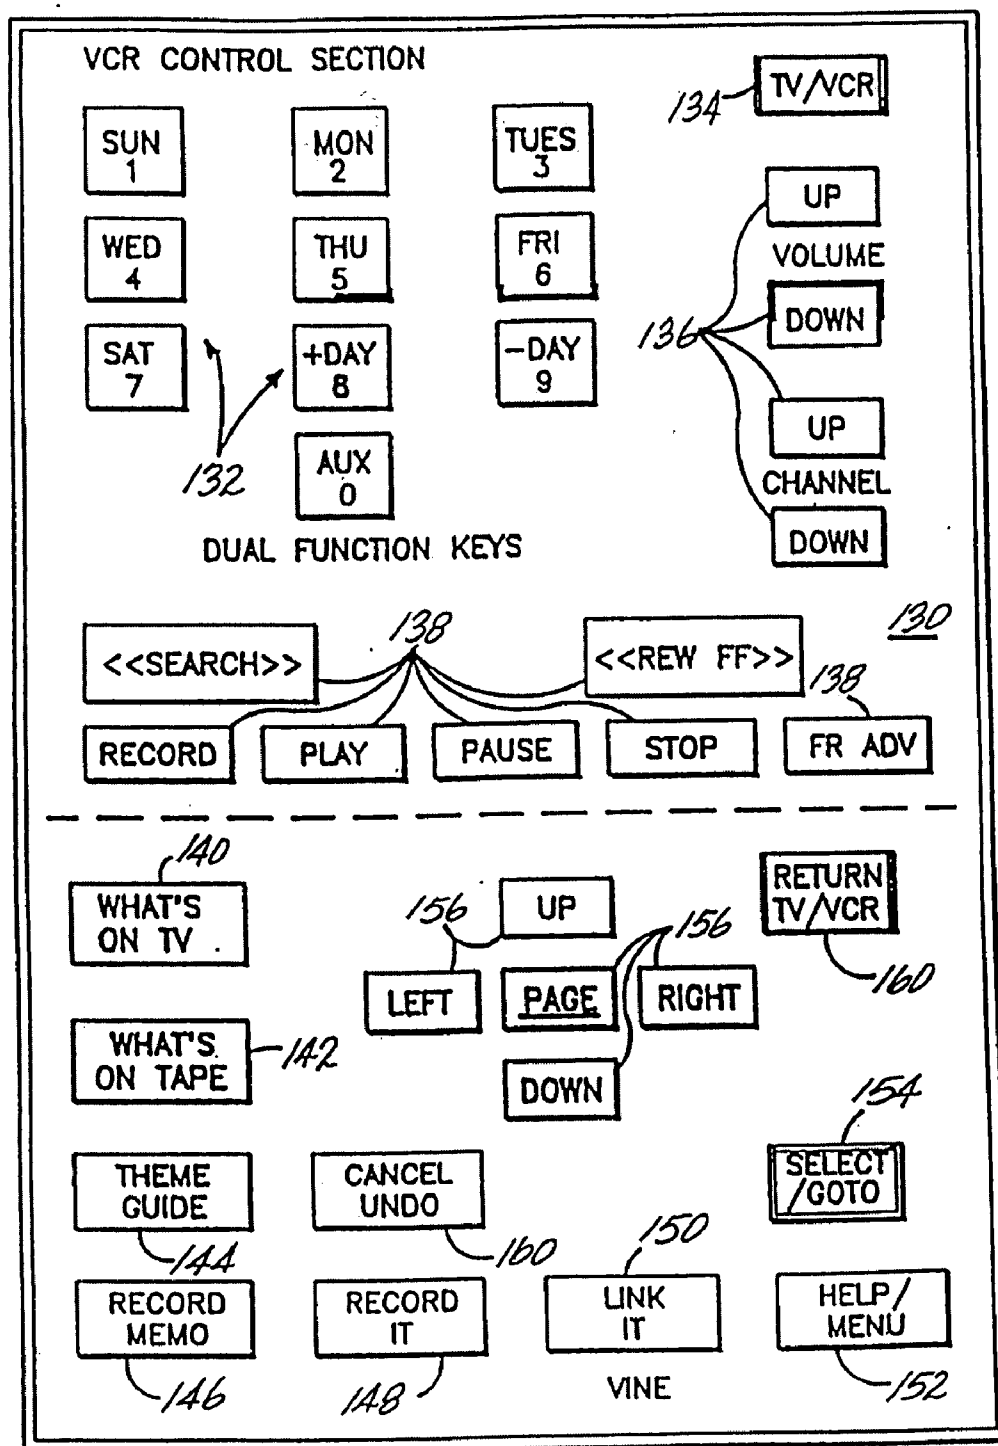 VCR CONTROL SECTION
TV/VCR
134
SUN
1
MON
2
TUES
3
UP
VOLUME
DOWN
136
WED
4
THU
5
FRI
6
SAT
7
+DAY
8
-DAY
9
UP
CHANNEL
DOWN
132
AUX
0
DUAL FUNCTION KEYS
130
138
<<SEARCH>>
<<REW FF>>
138
RECORD
PLAY
PAUSE
STOP
FR ADV
140
WHAT'S
ON TV
156
UP
156
RETURN
TV/VCR
160
LEFT
PAGE
RIGHT
WHAT'S
ON TAPE
142
DOWN
154
THEME
GUIDE
144
CANCEL
UNDO
160
SELECT
/GOTO
150
RECORD
MEMO
146
RECORD
IT
148
LINK
IT
HELP/
MENU
152
VINE